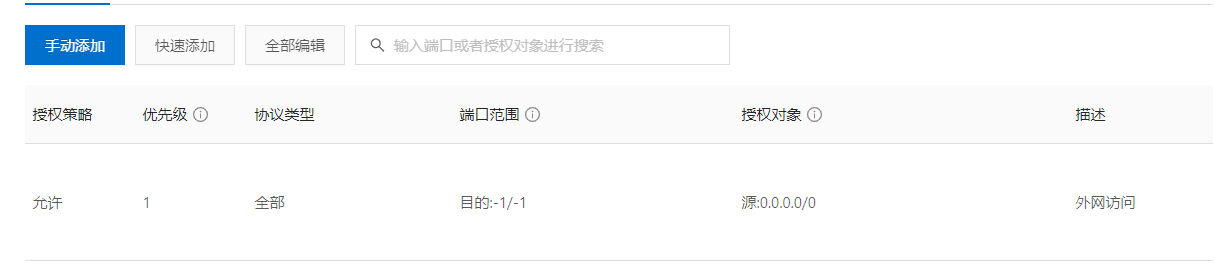 手动添加 快速添加 全部编辑 输入端口或者授权对象进行搜索
授权策略 优先级 协议类型 端口范围 授权对象 描述
允许 1 全部 目的:-1/-1 源:0.0.0.0/0 外网访问